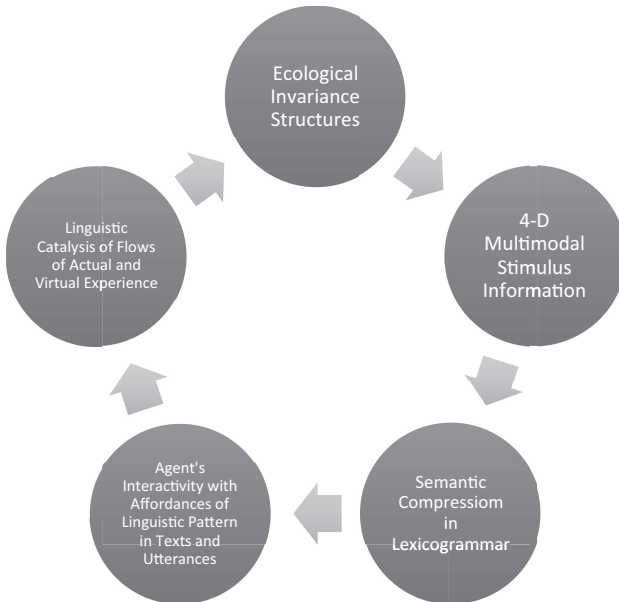 Ecological
Invariance
Structures
4-D
Multimodal
Stimulus
Information
Semantic
Compressiom
in
Lexicogrammar
Agent's
Interactivity with
Affordances of
Linguistic Pattern
in Texts and
Utterances
Linguistic
Catalysis of Flows
of Actual and
Virtual Experience